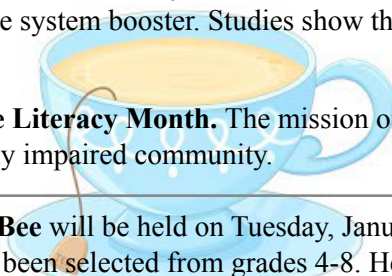 e system booster. Studies show th
e Literacy Month. The mission o
y impaired community.
Bee will be held on Tuesday, Janu
been selected from grades 4-8. H